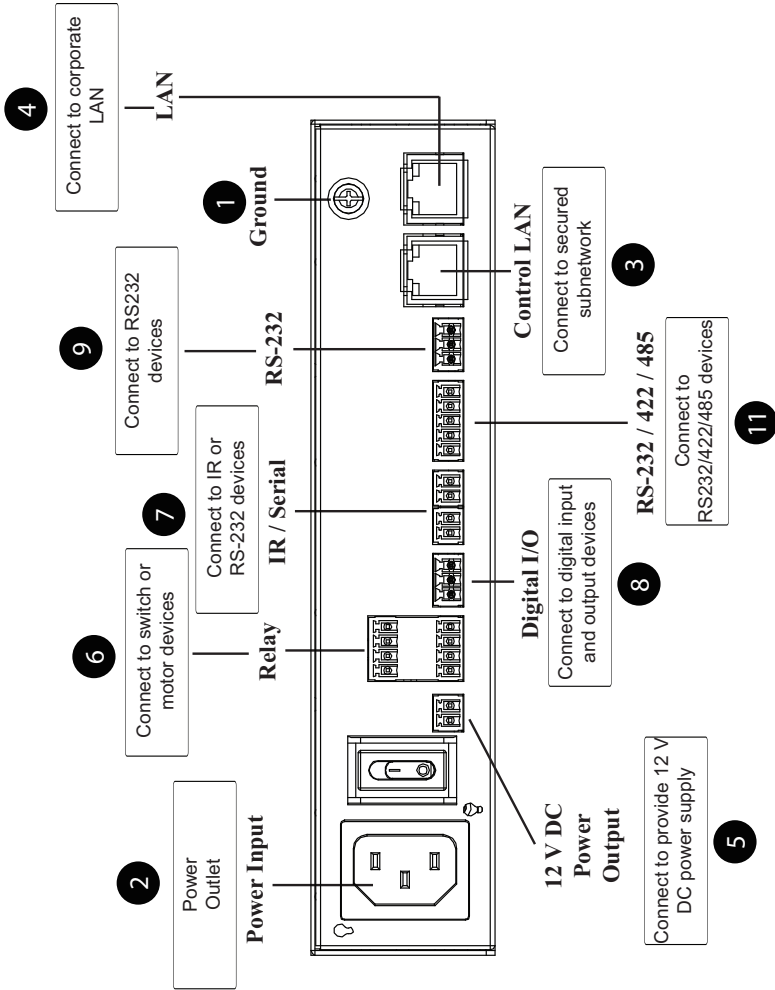 2
Power
Outlet
Power Input
6
Connect to switch or
motor devices
Relay
7
Connect to IR or
RS-232 devices
IR / Serial
9
Connect to RS232
devices
RS-232
1
Ground
4
Connect to corporate
LAN
LAN
12 V DC
Power
Output
Connect to provide 12 V
DC power supply
5
Digital I/O
Connect to digital input
and output devices
8
RS-232 / 422 / 485
Connect to
RS232/422/485 devices
11
Control LAN
Connect to secured
subnetwork
3